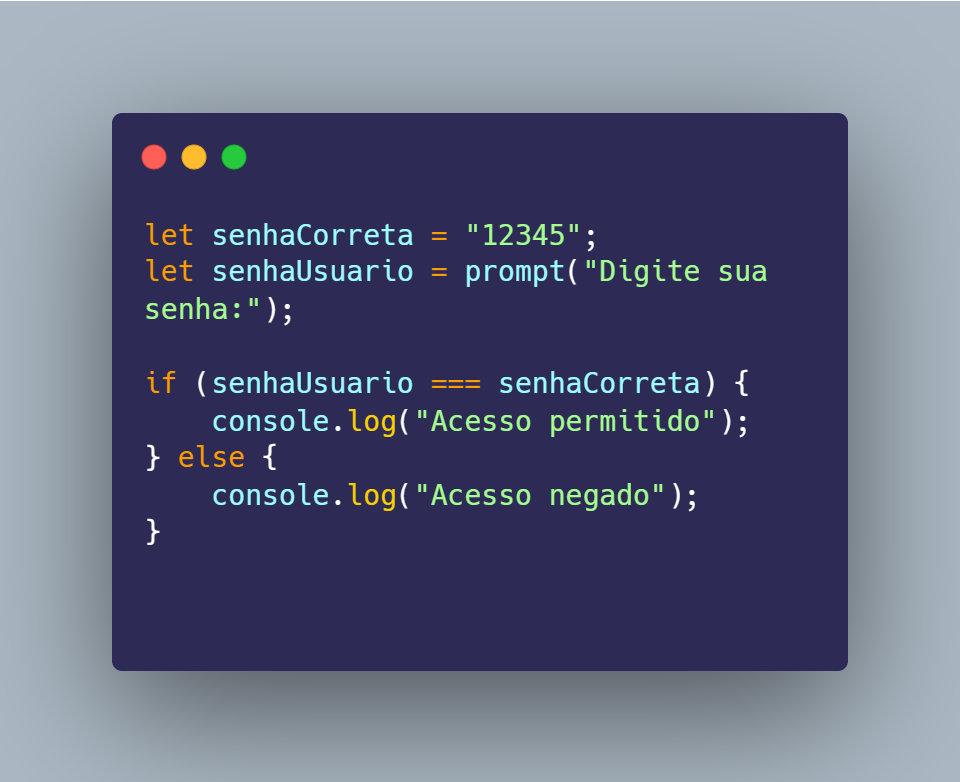 let senhaCorreta = "12345";
let senhaUsuario = prompt("Digite sua
senha:");
if (senhaUsuario === senhaCorreta) {
    console.log("Acesso permitido");
} else {
    console.log("Acesso negado");
}